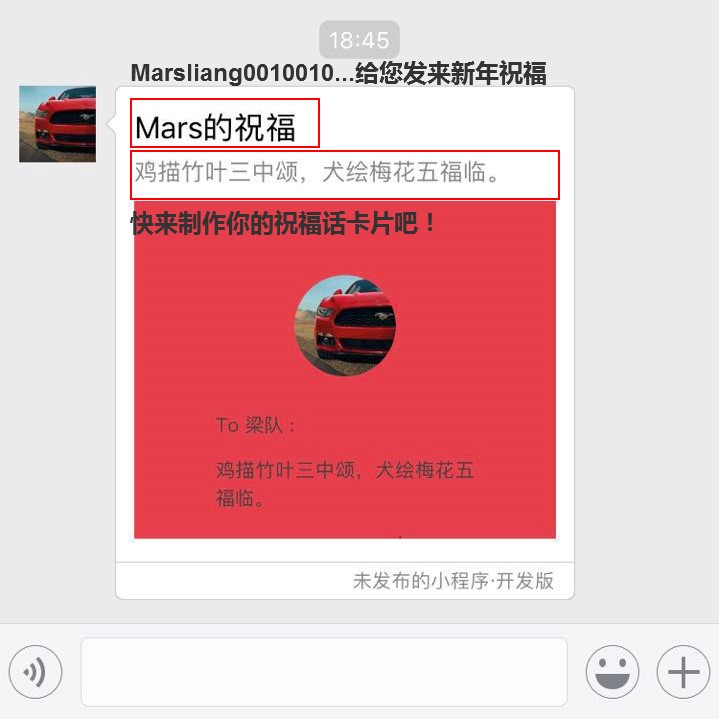 18:45
Marsliang0010010...给您发来新年祝福
Mars的祝福
鸡描竹叶三中颂，犬绘梅花五福临。
快来制作你的祝福话卡片吧！
To 梁队：
鸡描竹叶三中颂，犬绘梅花五
福临。
未发布的小程序·开发版